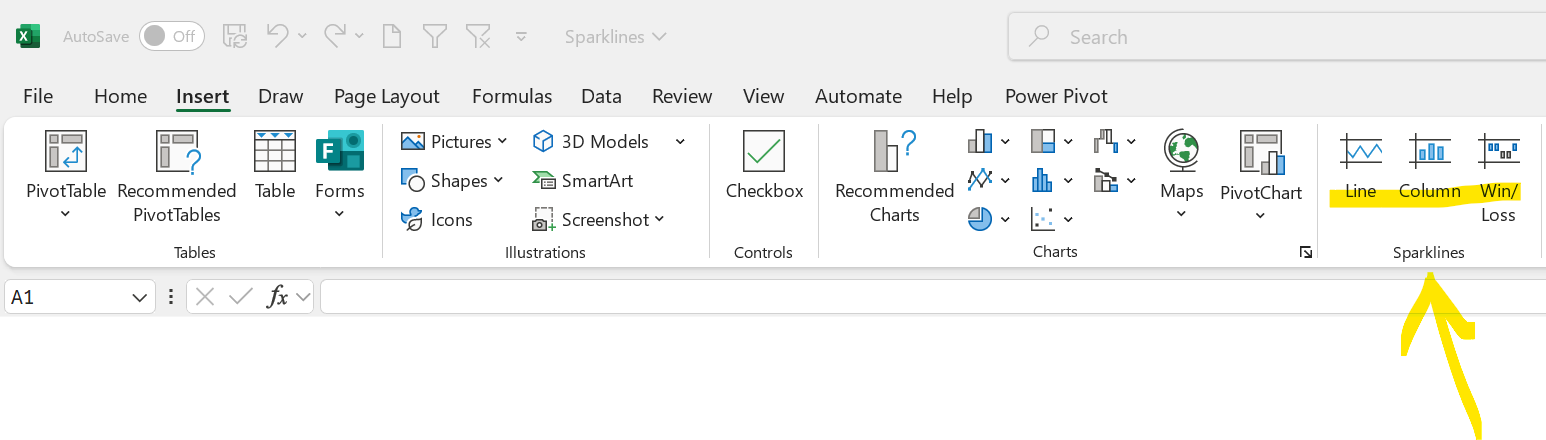 AutoSave Off Sparklines Search
File Home Insert Draw Page Layout Formulas Data Review View Automate Help Power Pivot
PivotTable
Recommended
PivotTables
Table
Forms
Tables
Pictures
Shapes
Icons
3D Models
SmartArt
Screenshot
Illustrations
Checkbox
Controls
Recommended
Charts
Maps
PivotChart
Charts
Line
Column
Win/
Loss
Sparklines
A1
fx